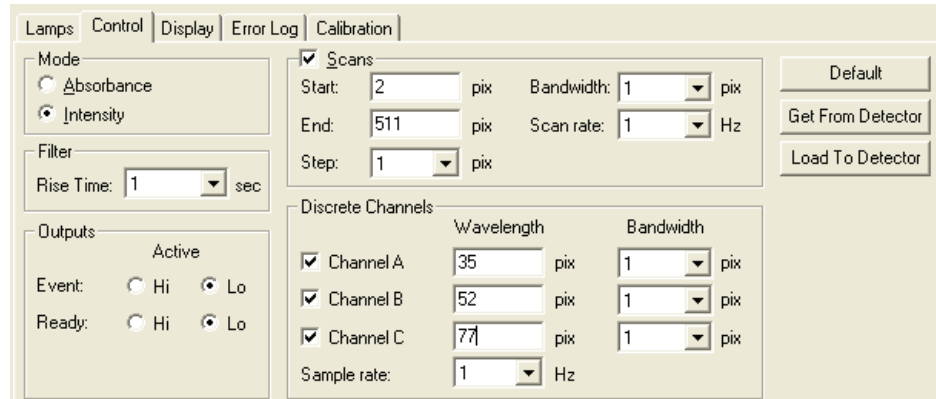 Lamps Control Display Error Log Calibration
Mode
Absorbance
Intensity
Filter
Rise Time: 1 sec
Outputs
Active
Event: Hi Lo
Ready: Hi Lo
Scans
Start: 2 pix Bandwidth: 1 pix
End: 511 pix Scan rate: 1 Hz
Step: 1 pix
Discrete Channels
Wavelength Bandwidth
Channel A 35 pix 1 pix
Channel B 52 pix 1 pix
Channel C 77 pix 1 pix
Sample rate: 1 Hz
Default
Get From Detector
Load To Detector